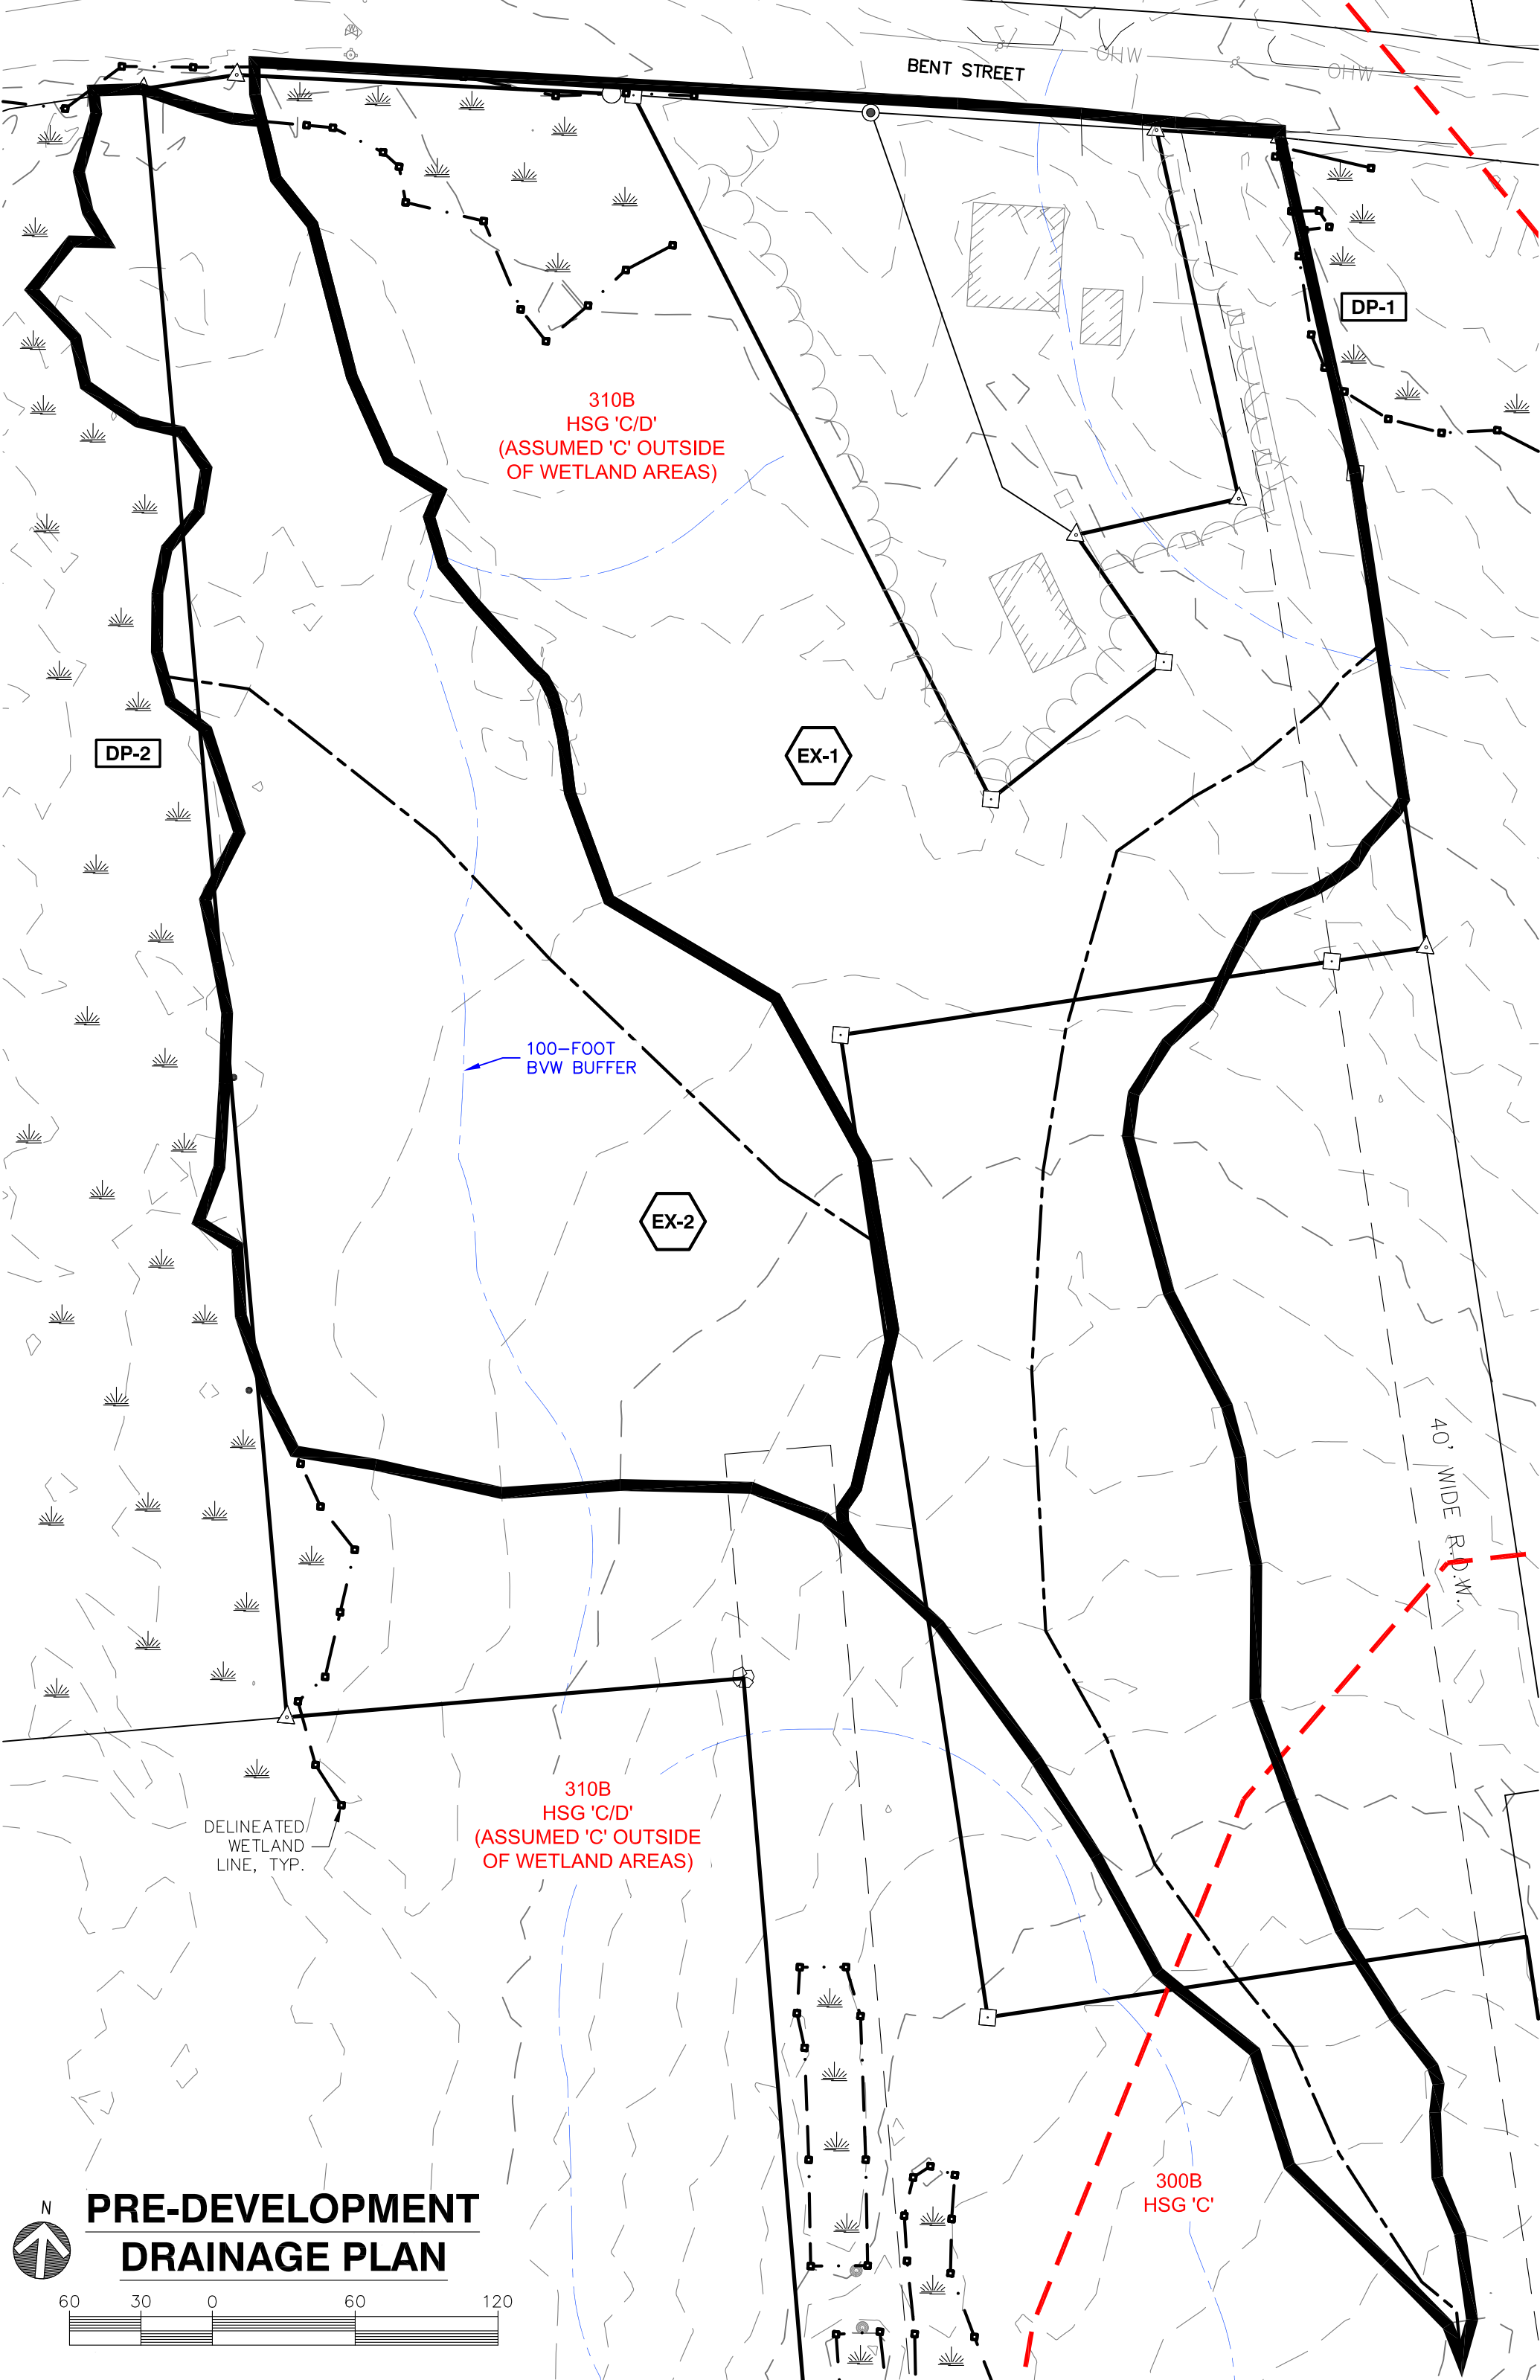 OHW
OHW
BENT STREET
DP-1
310B
HSG 'C/D'
(ASSUMED 'C' OUTSIDE
OF WETLAND AREAS)
DP-2
EX-1
100-FOOT
BVW BUFFER
EX-2
40' WIDE R.O.W.
310B
HSG 'C/D'
(ASSUMED 'C' OUTSIDE
OF WETLAND AREAS)
DELINEATED
WETLAND
LINE, TYP.
300B
HSG 'C'
N
PRE-DEVELOPMENT
DRAINAGE PLAN
60 30 0 60 120